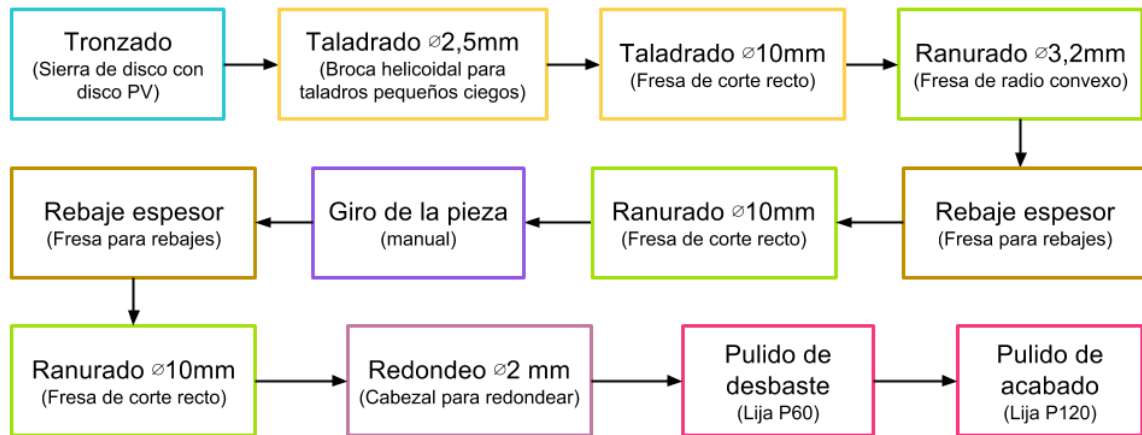 Tronzado
(Sierra de disco con
disco PV)
Taladrado ⌀2,5mm
(Broca helicoidal para
taladros pequeños ciegos)
Taladrado ⌀10mm
(Fresa de corte recto)
Ranurado ⌀3,2mm
(Fresa de radio convexo)
Rebaje espesor
(Fresa para rebajes)
Ranurado ⌀10mm
(Fresa de corte recto)
Giro de la pieza
(manual)
Rebaje espesor
(Fresa para rebajes)
Ranurado ⌀10mm
(Fresa de corte recto)
Redondeo ⌀2 mm
(Cabezal para redondear)
Pulido de
desbaste
(Lija P60)
Pulido de
acabado
(Lija P120)